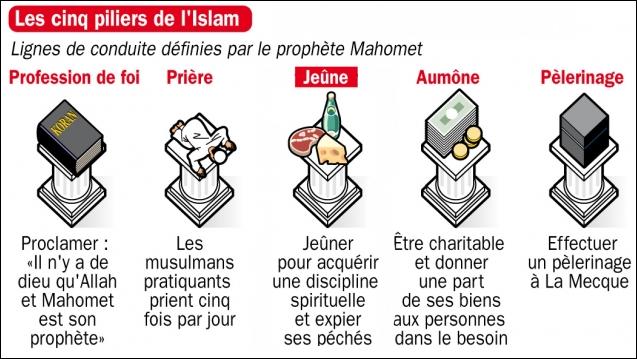 Les cinq piliers de l'Islam
Lignes de conduite définies par le prophète Mahomet
Profession de foi
KORAN
Proclamer :
«Il n'y a de
dieu qu'Allah
et Mahomet
est son
prophète»
Prière
Les
musulmans
pratiquants
prient cinq
fois par jour
Jeûne
Jeûner
pour acquérir
une discipline
spirituelle
et expier
ses péchés
Aumône
Être charitable
et donner
une part
de ses biens
aux personnes
dans le besoin
Pèlerinage
Effectuer
un pèlerinage
à La Mecque